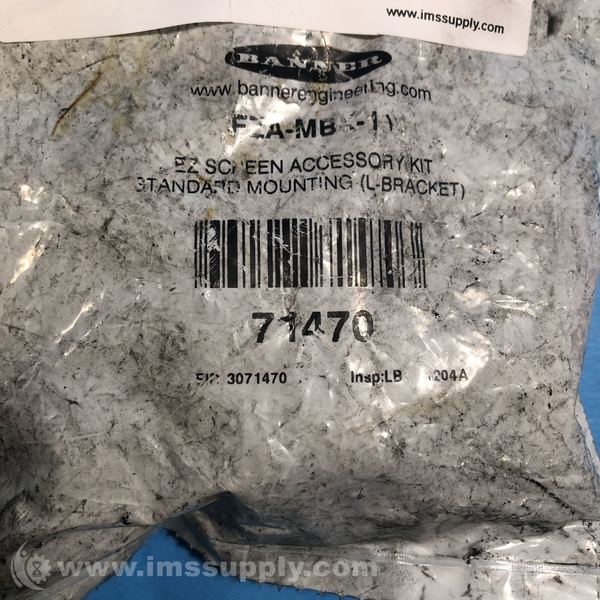 www.imssupply.com
BANNER
www.bannerengineering.com
EZ SCREEN ACCESSORY KIT
STANDARD MOUNTING (L-BRACKET)
71470
3071470 Insp:LB 204A
www.imssupply.com